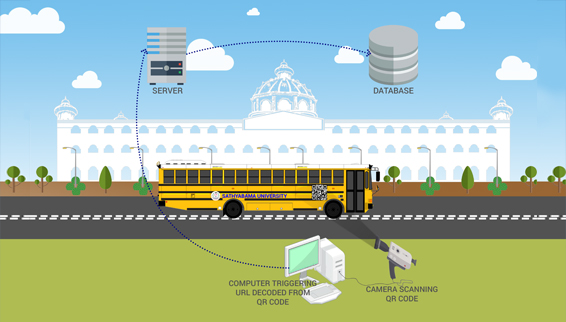 SERVER
DATABASE
SATHYABAMA UNIVERSITY
COMPUTER TRIGGERING
URL DECODED FROM
QR CODE
CAMERA SCANNING
QR CODE